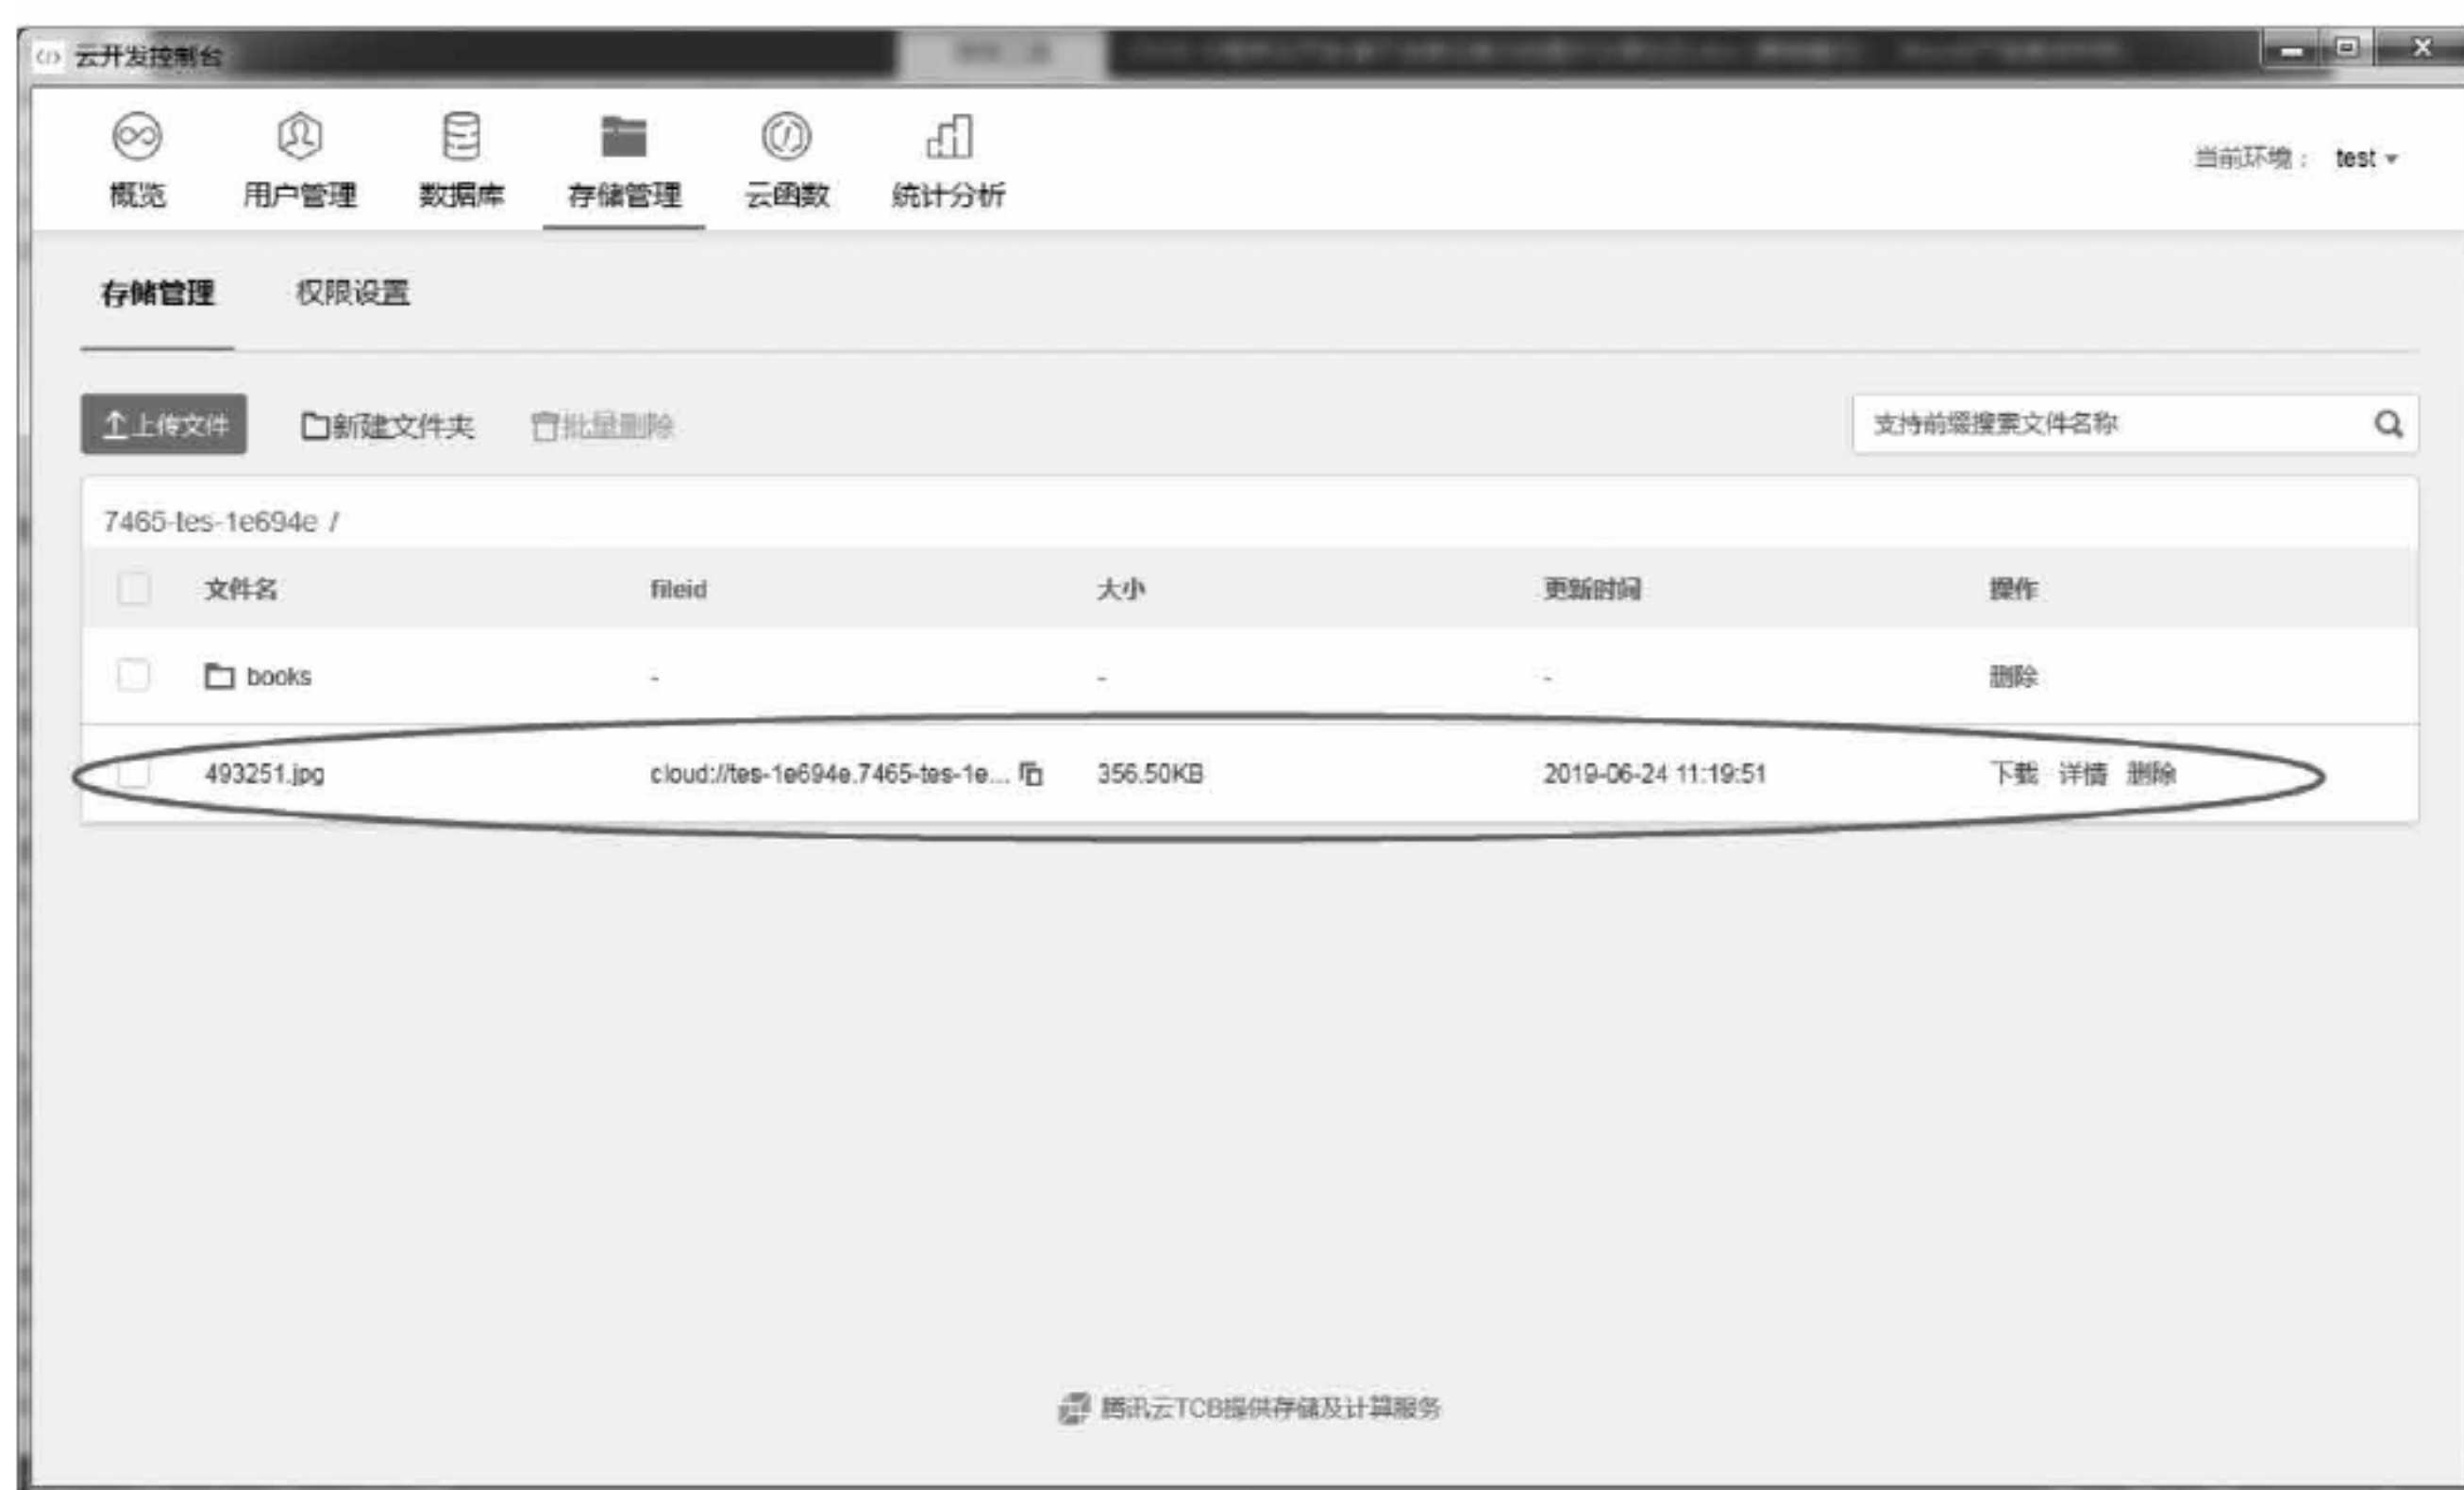 云开发控制台
概览 用户管理 数据库 存储管理 云函数 统计分析 当前环境： test
存储管理 权限设置
上传文件 新建文件夹 批量删除 支持前缀搜索文件名称
7465-tes-1e694e /
文件名 fileid 大小 更新时间 操作
books - - - 删除
493251.jpg cloud://tes-1e694e.7465-tes-1e... 356.50KB 2019-06-24 11:19:51 下载 详情 删除
腾讯云TCB提供存储及计算服务